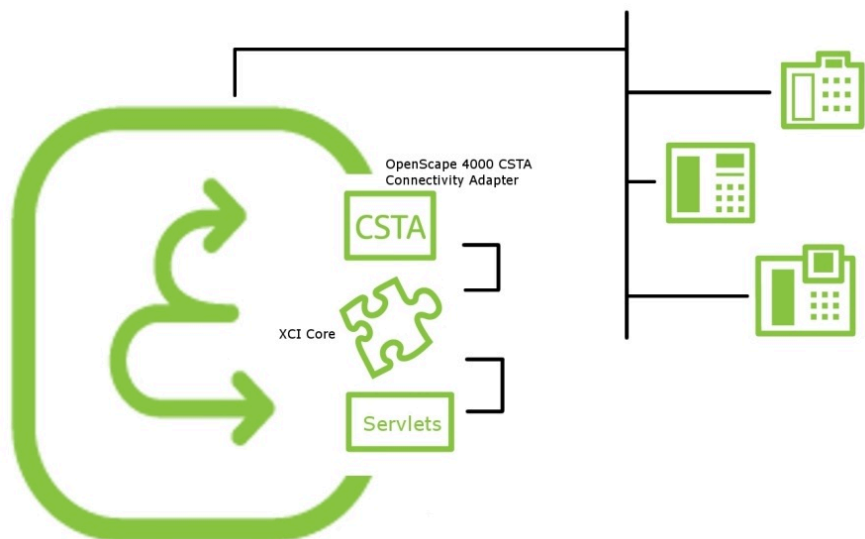 OpenScape 4000 CSTA
Connectivity Adapter
CSTA
XCI Core
Servlets